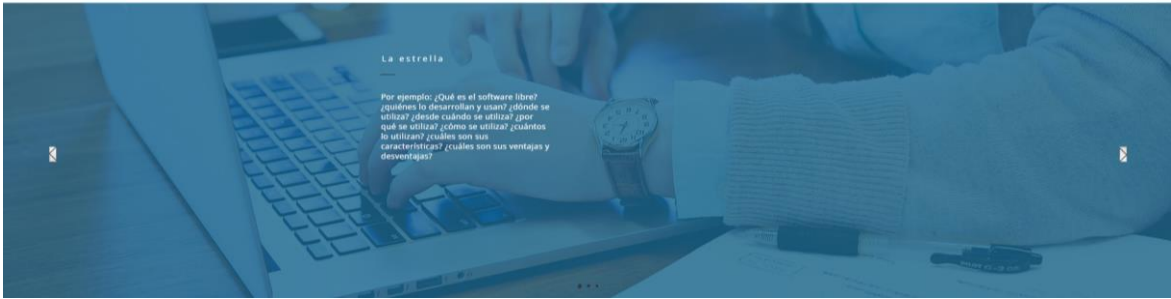 La estrella
Por ejemplo: ¿Qué es el software libre?
¿quiénes lo desarrollan y usan? ¿dónde se
utiliza? ¿desde cuándo se utiliza? ¿por
qué se utiliza? ¿cómo se utiliza? ¿cuántos
lo utilizan? ¿cuáles son sus
características? ¿cuáles son sus ventajas y
desventajas?